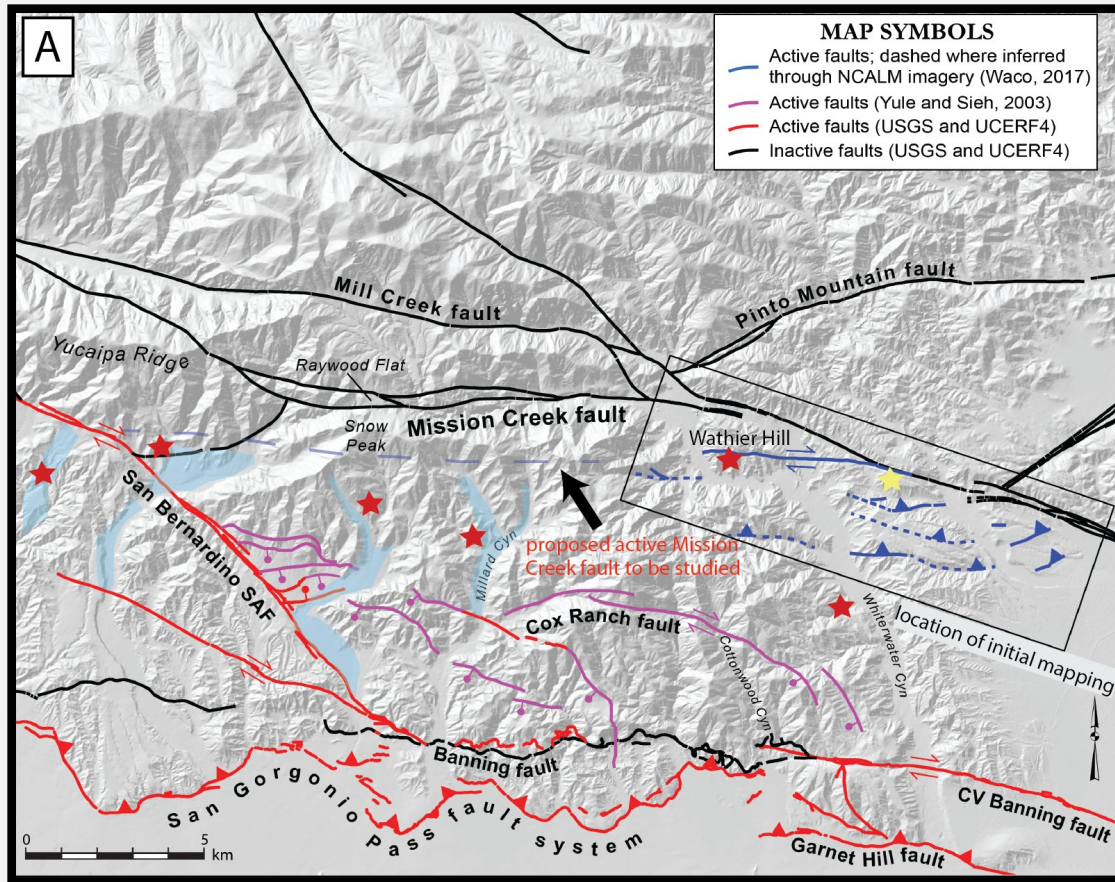 A
MAP SYMBOLS
Active faults; dashed where inferred
through NCALM imagery (Waco, 2017)
Active faults (Yule and Sieh, 2003)
Active faults (USGS and UCERF4)
Inactive faults (USGS and UCERF4)
Mill Creek fault
Pinto Mountain fault
Yucaipa Ridge
Raywood Flat
Mission Creek fault
Snow
Peak
Wathier Hill
San Bernardino SAF
Millard Cyn
proposed active Mission
Creek fault to be studied
Cox Ranch fault
Cottonwood Cyn
Whiterwater Cyn
location of initial mapping
Banning fault
San Gorgonio Pass fault system
CV Banning fault
Garnet Hill fault
0 5
km